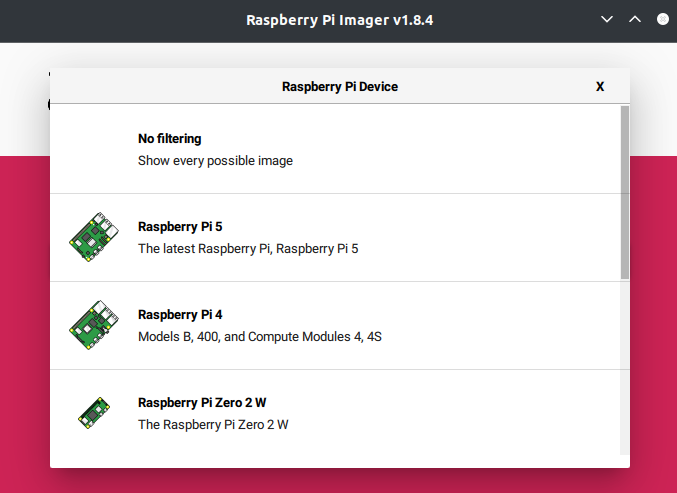 Raspberry Pi Imager v1.8.4
Raspberry Pi Device
X
No filtering
Show every possible image
Raspberry Pi 5
The latest Raspberry Pi, Raspberry Pi 5
Raspberry Pi 4
Models B, 400, and Compute Modules 4, 4S
Raspberry Pi Zero 2 W
The Raspberry Pi Zero 2 W